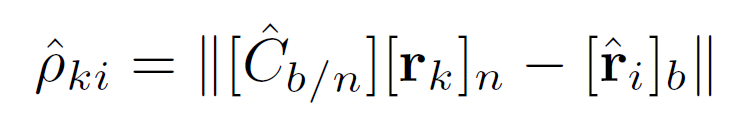 ρ̂_{ki} = ‖[Ĉ_{b/n}][𝐫_k]_n − [𝐫̂_i]_b‖